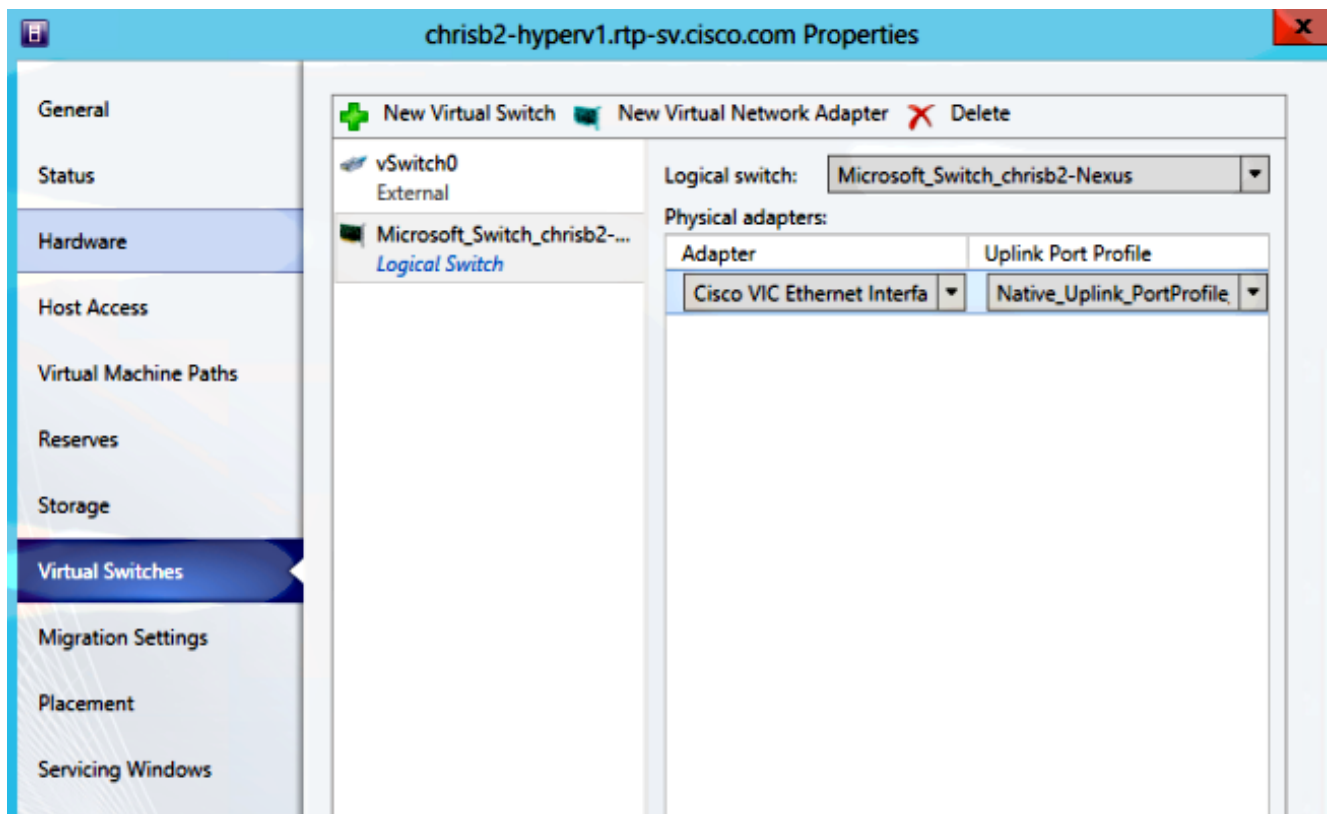 chrisb2-hyperv1.rtp-sv.cisco.com Properties
x
General
Status
Hardware
Host Access
Virtual Machine Paths
Reserves
Storage
Virtual Switches
Migration Settings
Placement
Servicing Windows
New Virtual Switch New Virtual Network Adapter Delete
vSwitch0
External
Microsoft_Switch_chrisb2-...
Logical Switch
Logical switch: Microsoft_Switch_chrisb2-Nexus
Physical adapters:
Adapter Uplink Port Profile
Cisco VIC Ethernet Interfa Native_Uplink_PortProfile